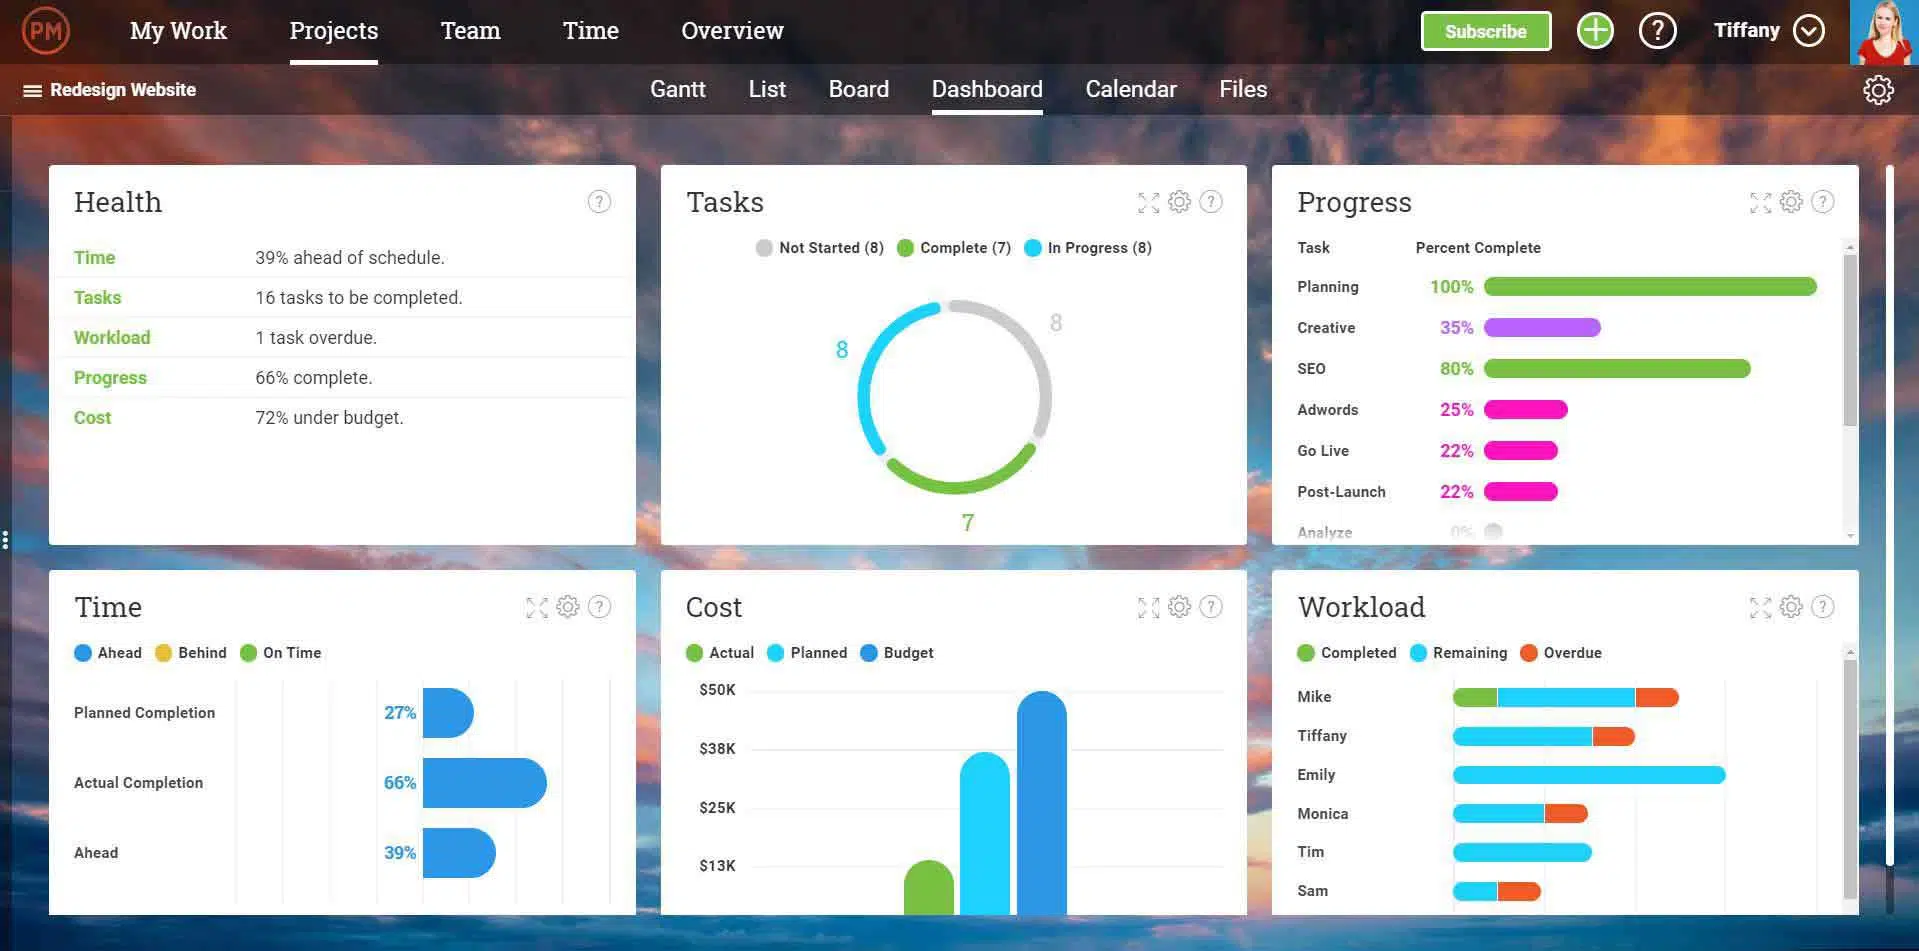 PM My Work Projects Team Time Overview Subscribe ? Tiffany
Redesign Website Gantt List Board Dashboard Calendar Files
Health ?
Time 39% ahead of schedule.
Tasks 16 tasks to be completed.
Workload 1 task overdue.
Progress 66% complete.
Cost 72% under budget.
Tasks ?
Not Started (8) Complete (7) In Progress (8)
8
8
7
Progress ?
Task Percent Complete
Planning 100%
Creative 35%
SEO 80%
Adwords 25%
Go Live 22%
Post-Launch 22%
Analyze 0%
Time ?
Ahead Behind On Time
Planned Completion 27%
Actual Completion 66%
Ahead 39%
Cost ?
Actual Planned Budget
$50K
$38K
$25K
$13K
Workload ?
Completed Remaining Overdue
Mike
Tiffany
Emily
Monica
Tim
Sam